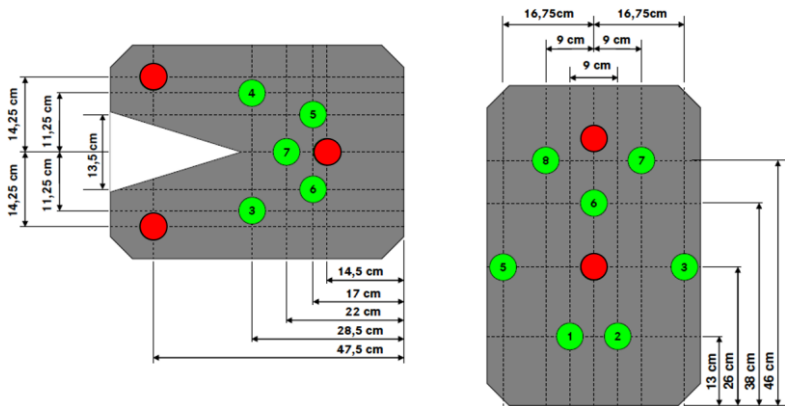 14,25 cm
11,25 cm
13,5 cm
11,25 cm
14,25 cm
4
5
7
6
3
14,5 cm
17 cm
22 cm
28,5 cm
47,5 cm
16,75cm
16,75cm
9 cm
9 cm
9 cm
8
7
6
5
3
1
2
13 cm
26 cm
38 cm
46 cm